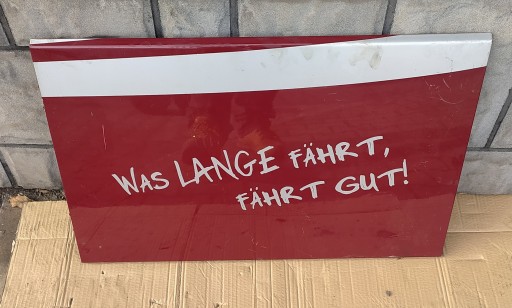 Was LANGE FÄHRT,
FÄHRT GUT!